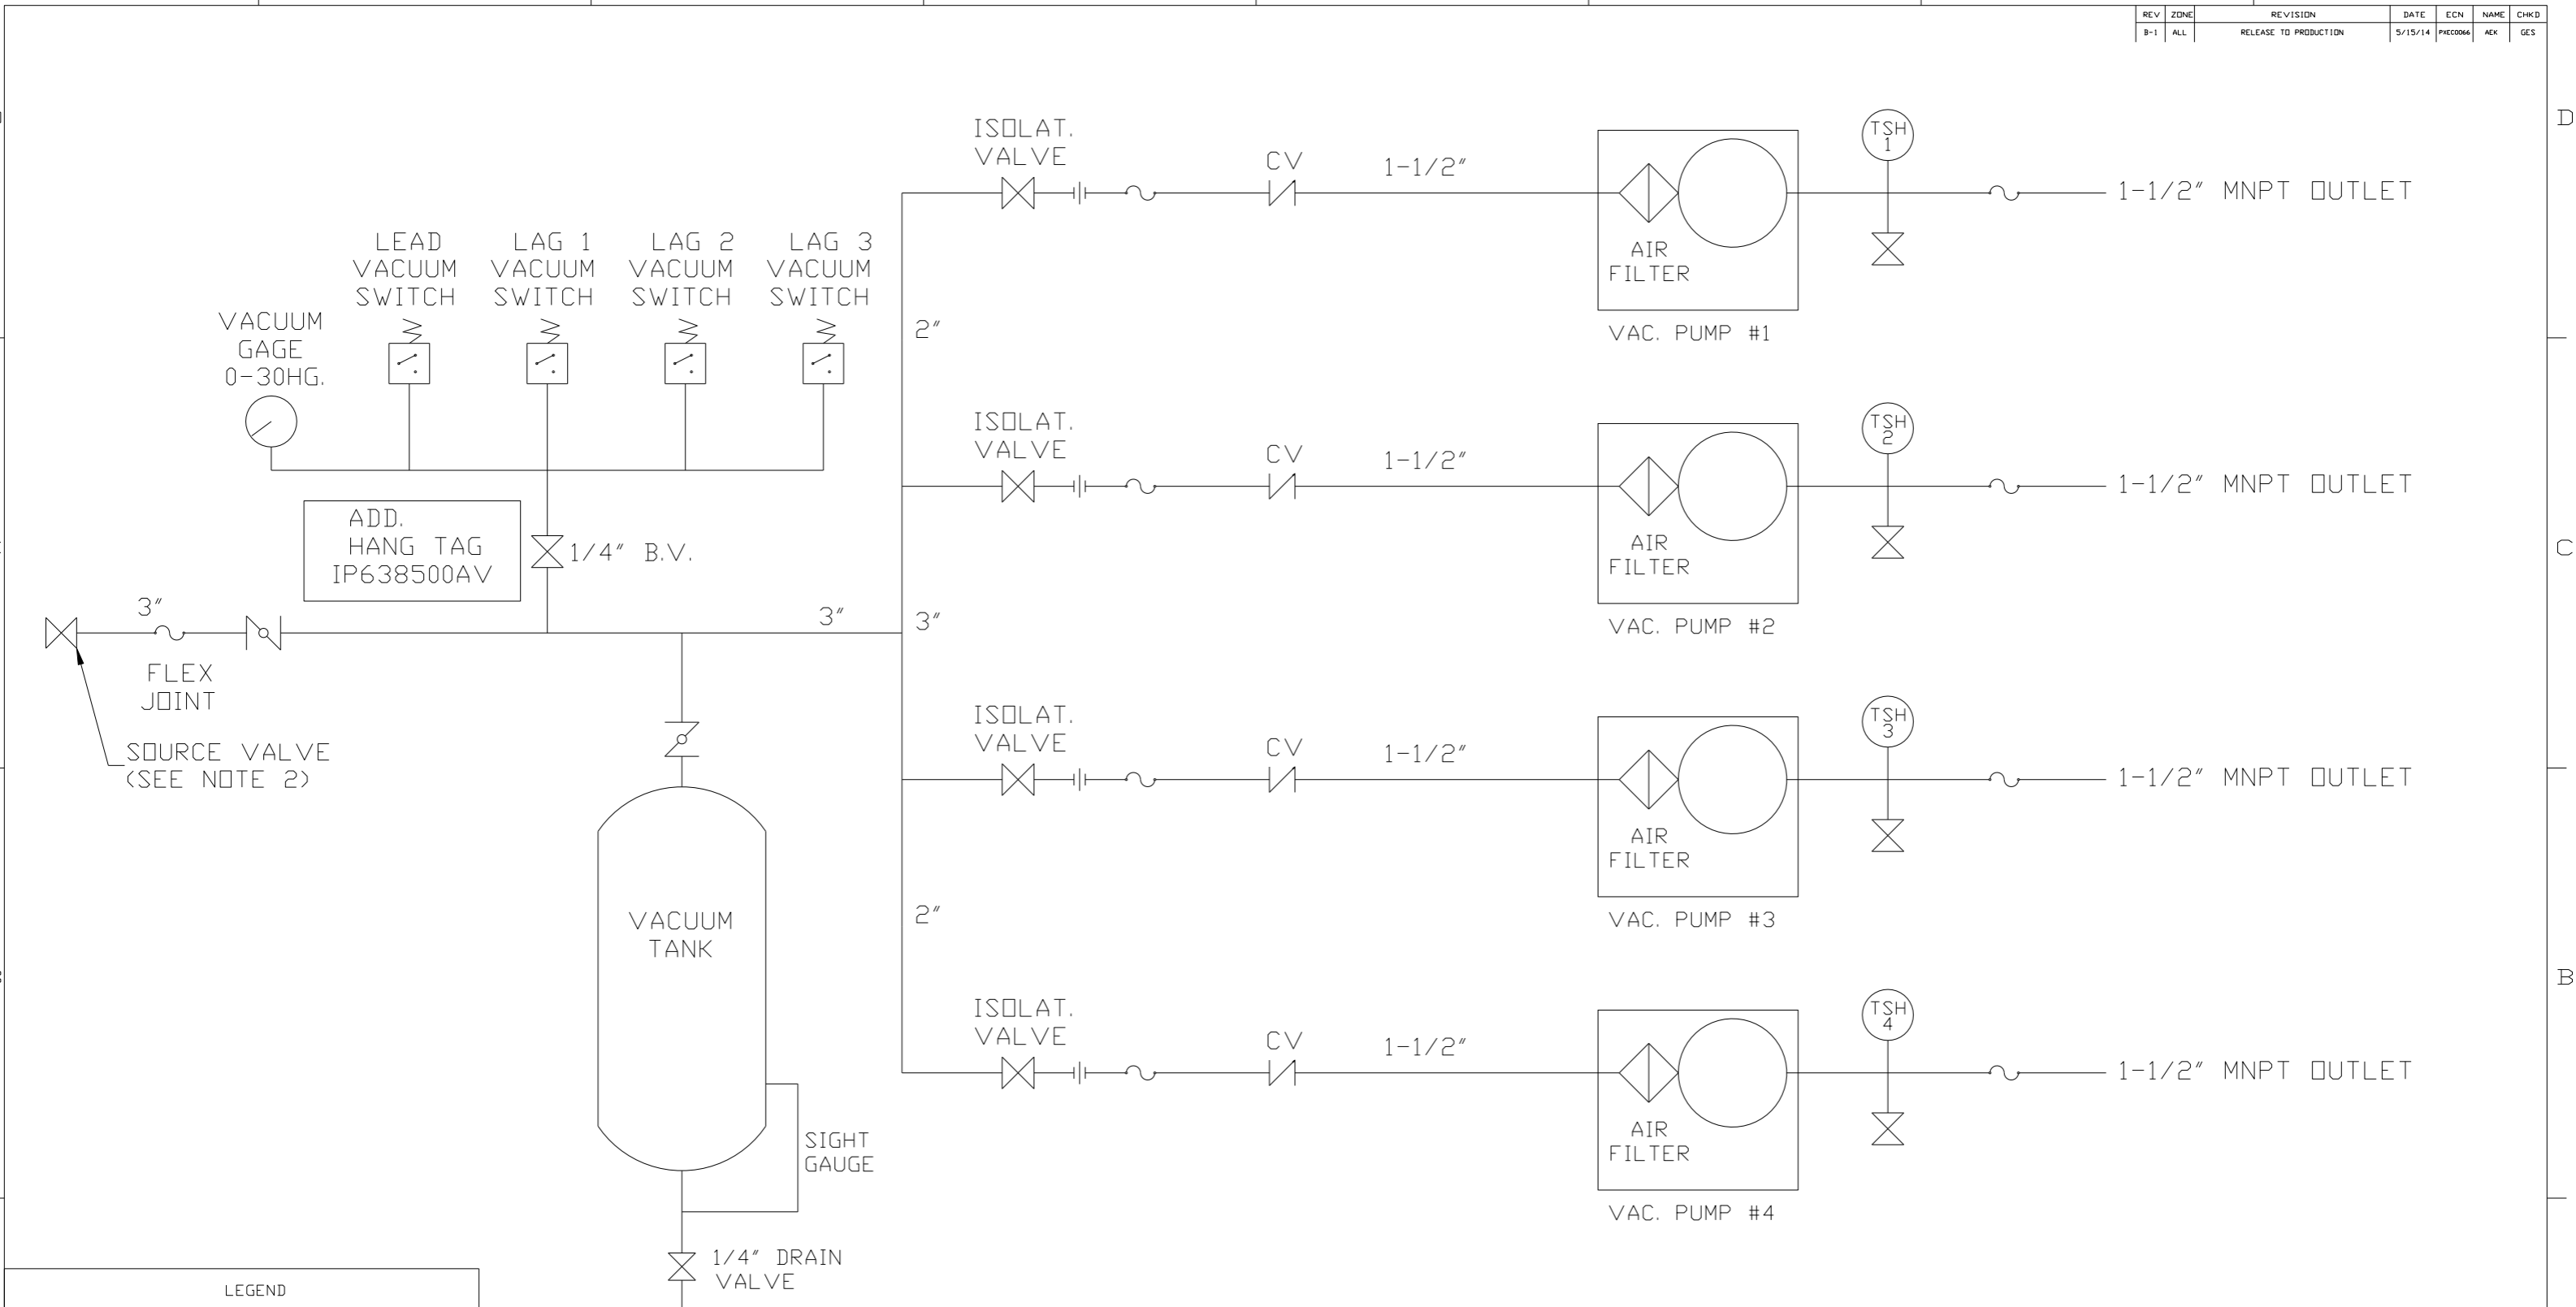 REV ZONE REVISION DATE ECN NAME CHKD
B-1 ALL RELEASE TO PRODUCTION 5/15/14 PXEC0066 AEK GES
D
C
B
ISOLAT.
VALVE
CV
1-1/2"
AIR
FILTER
VAC. PUMP #1
TSH
1
1-1/2" MNPT OUTLET
LEAD
VACUUM
SWITCH
LAG 1
VACUUM
SWITCH
LAG 2
VACUUM
SWITCH
LAG 3
VACUUM
SWITCH
VACUUM
GAGE
0-30HG.
2"
ISOLAT.
VALVE
CV
1-1/2"
AIR
FILTER
VAC. PUMP #2
TSH
2
1-1/2" MNPT OUTLET
ADD.
HANG TAG
IP638500AV
1/4" B.V.
3"
3"
3"
FLEX
JOINT
SOURCE VALVE
(SEE NOTE 2)
ISOLAT.
VALVE
CV
1-1/2"
AIR
FILTER
VAC. PUMP #3
TSH
3
1-1/2" MNPT OUTLET
VACUUM
TANK
2"
ISOLAT.
VALVE
CV
1-1/2"
AIR
FILTER
VAC. PUMP #4
TSH
4
1-1/2" MNPT OUTLET
SIGHT
GAUGE
1/4" DRAIN
VALVE
LEGEND